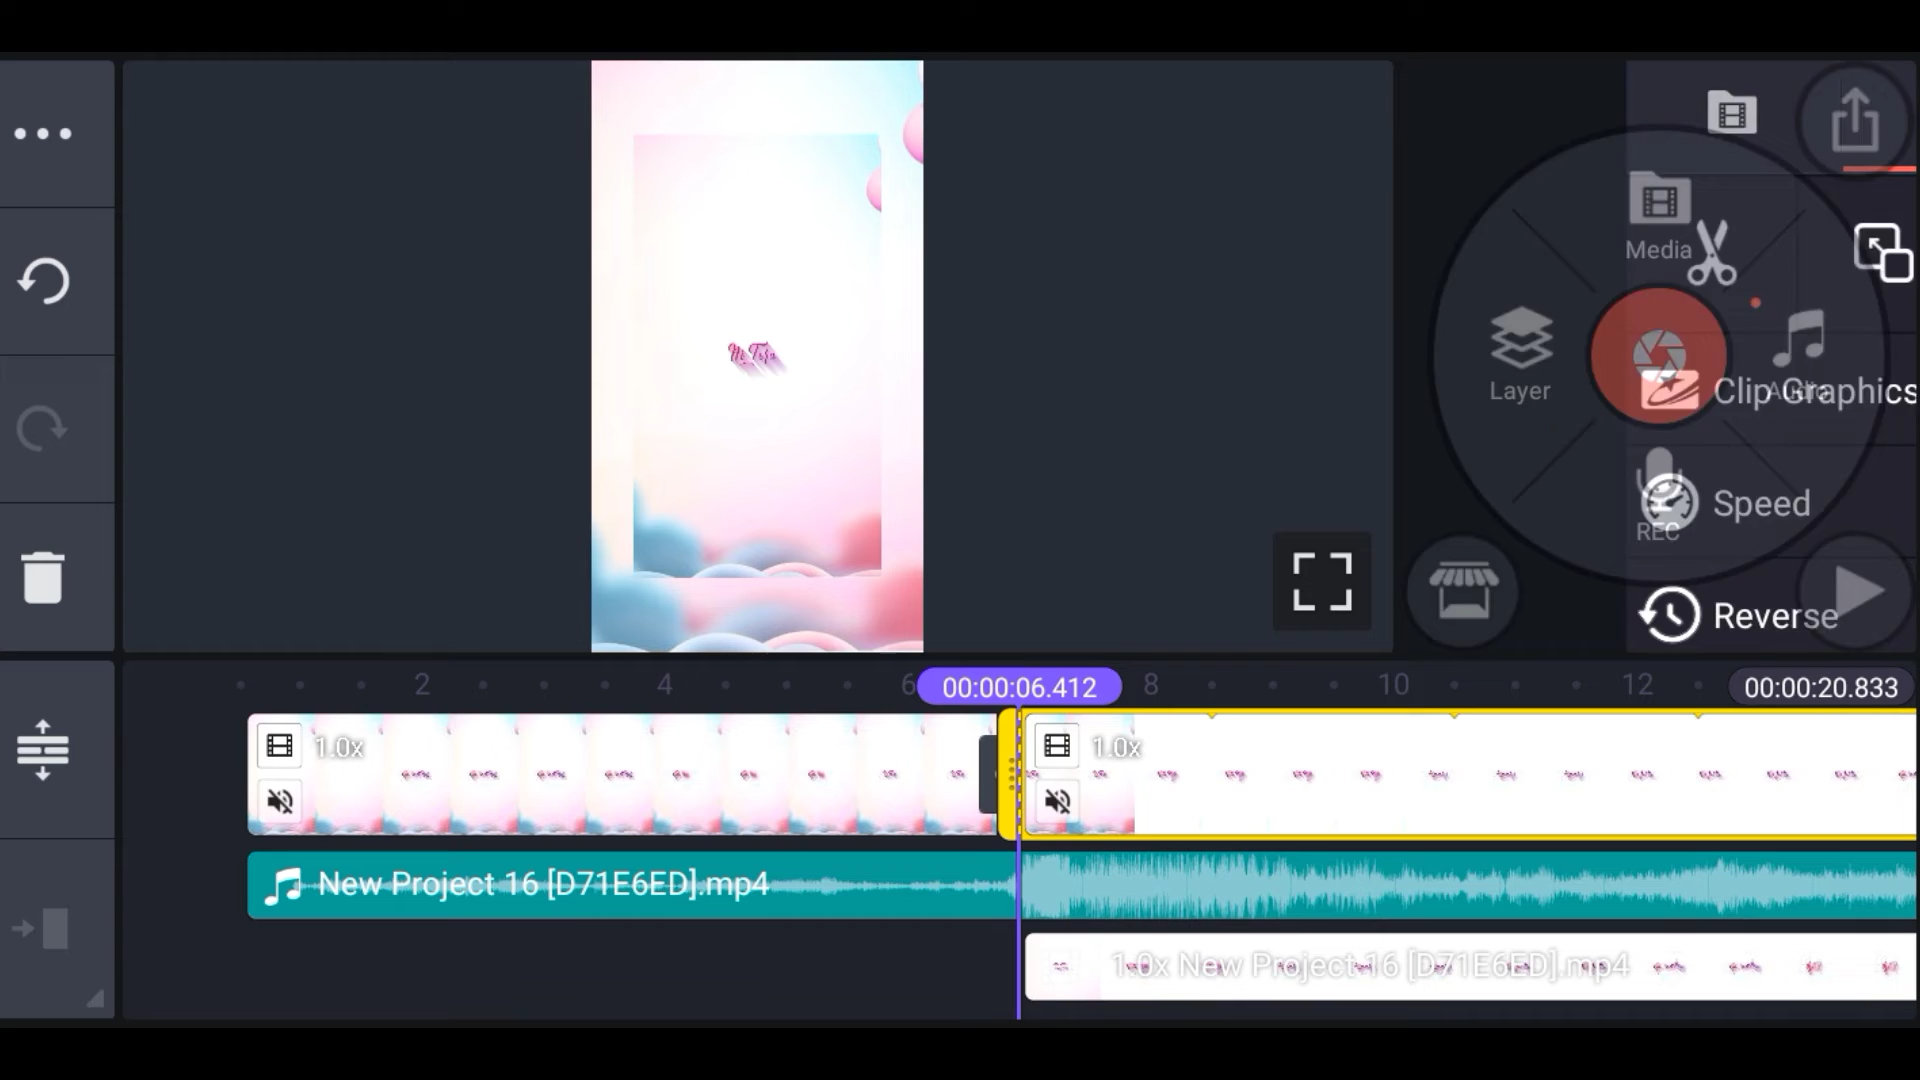 Media
Layer
Audio
Clip Graphics
REC
Speed
Reverse
2
4
6
00:00:06.412
8
10
12
00:00:20.833
1.0x
1.0x
New Project 16 [D71E6ED].mp4
1.0x New Project 16 [D71E6ED].mp4